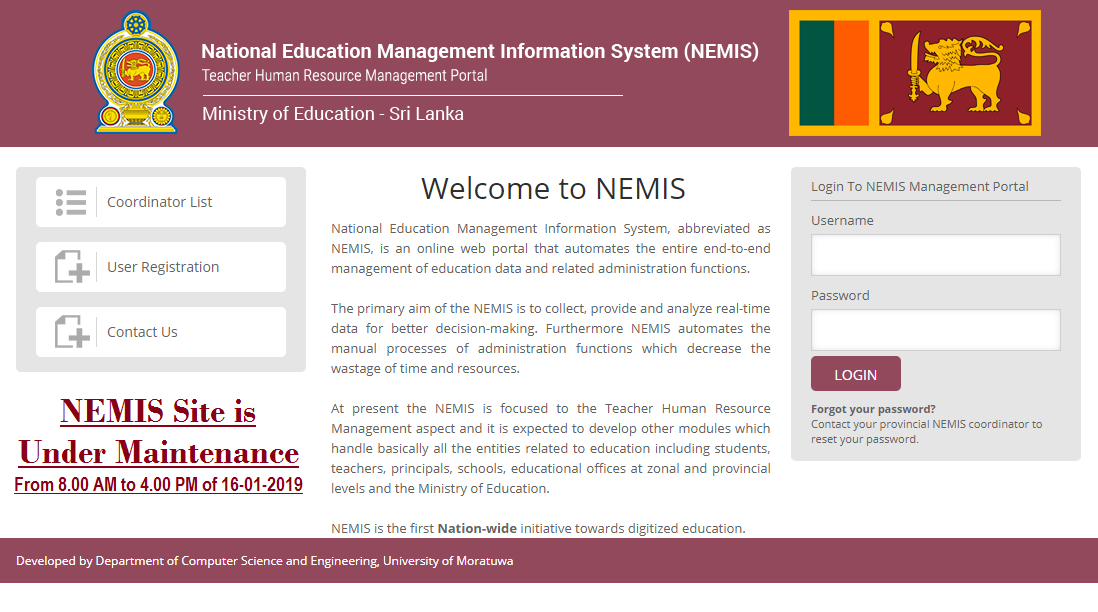 National Education Management Information System (NEMIS)
Teacher Human Resource Management Portal
Ministry of Education - Sri Lanka
Coordinator List
User Registration
Contact Us
NEMIS Site is
Under Maintenance
From 8.00 AM to 4.00 PM of 16-01-2019
Welcome to NEMIS
National Education Management Information System, abbreviated as
NEMIS, is an online web portal that automates the entire end-to-end
management of education data and related administration functions.
The primary aim of the NEMIS is to collect, provide and analyze real-time
data for better decision-making. Furthermore NEMIS automates the
manual processes of administration functions which decrease the
wastage of time and resources.
At present the NEMIS is focused to the Teacher Human Resource
Management aspect and it is expected to develop other modules which
handle basically all the entities related to education including students,
teachers, principals, schools, educational offices at zonal and provincial
levels and the Ministry of Education.
NEMIS is the first Nation-wide initiative towards digitized education.
Login To NEMIS Management Portal
Username
Password
LOGIN
Forgot your password?
Contact your provincial NEMIS coordinator to
reset your password.
Developed by Department of Computer Science and Engineering, University of Moratuwa